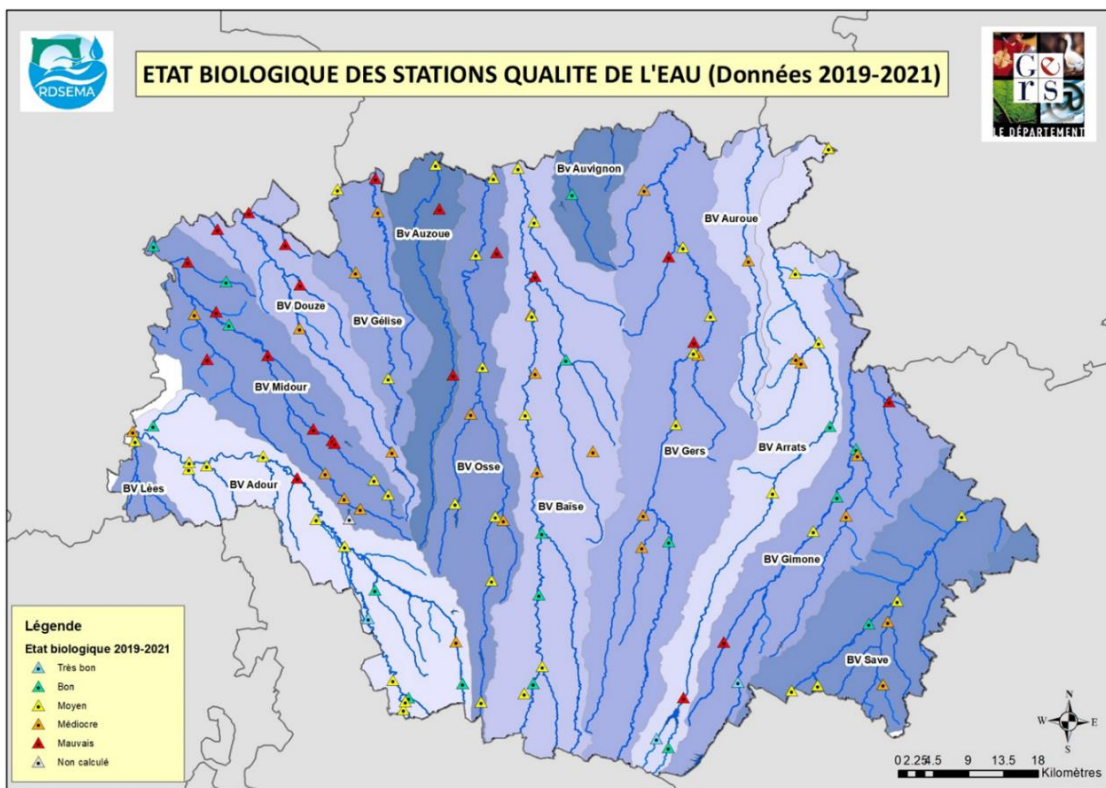 RDSEMA
ETAT BIOLOGIQUE DES STATIONS QUALITE DE L'EAU (Données 2019-2021)
Gers
LE DÉPARTEMENT
Bv Auvignon
BV Auroue
Bv Auzoue
BV Douze
BV Gélise
BV Midour
BV Gers
BV Arrats
BV Osse
BV Lées
BV Adour
BV Baïse
BV Gimone
BV Save
Légende
Etat biologique 2019-2021
Très bon
Bon
Moyen
Médiocre
Mauvais
Non calculé
N
W E
S
0 2.25 4.5 9 13.5 18
Kilomètres